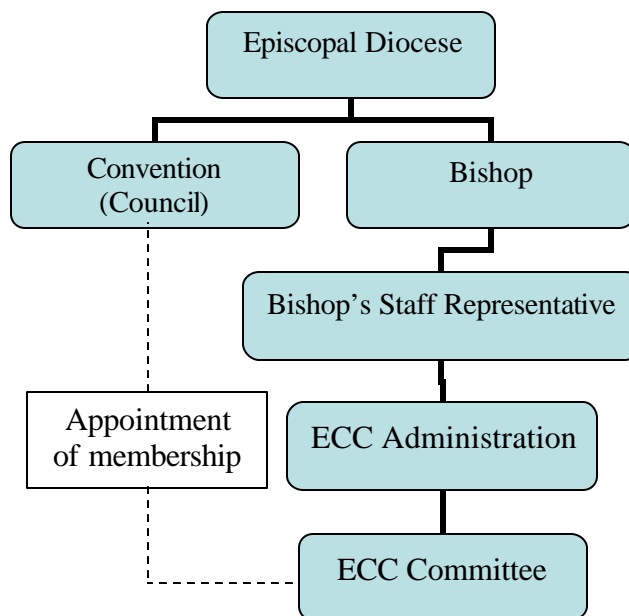 Episcopal Diocese
Convention
(Council)
Bishop
Bishop’s Staff Representative
Appointment
of membership
ECC Administration
ECC Committee